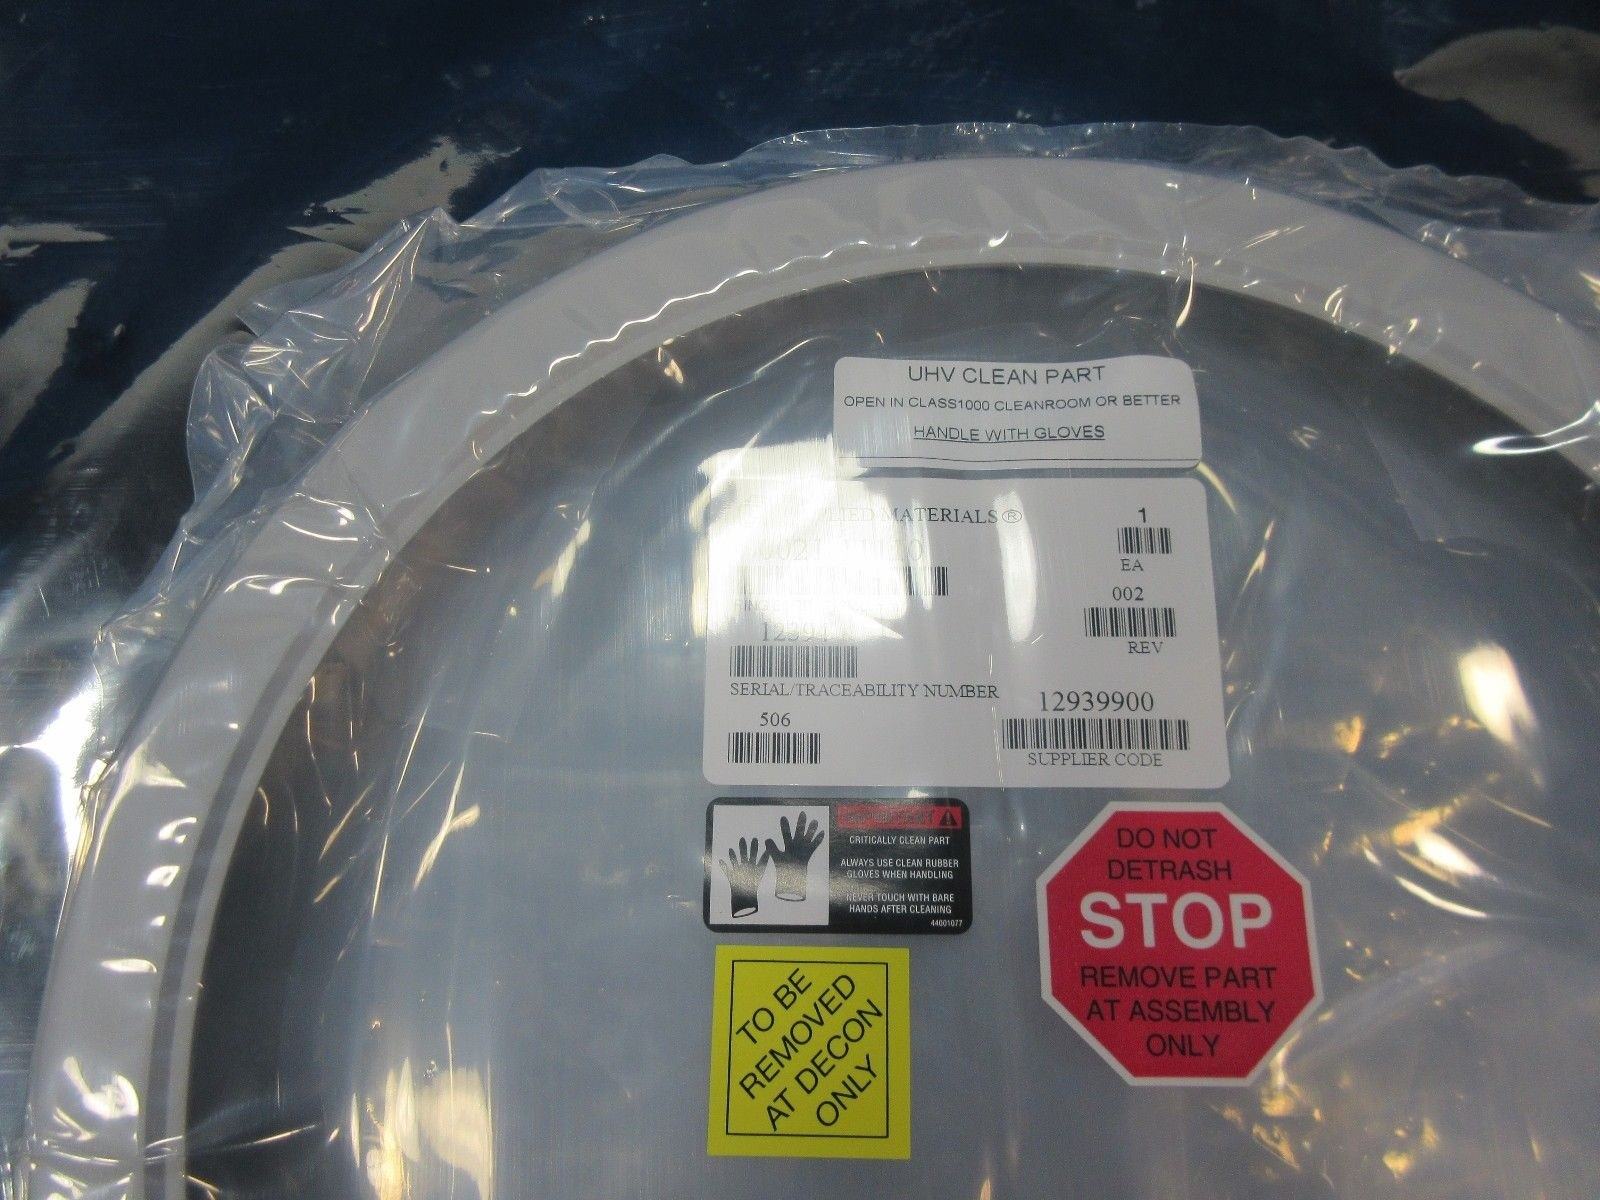 UHV CLEAN PART
OPEN IN CLASS1000 CLEANROOM OR BETTER
HANDLE WITH GLOVES
MATERIALS®
1
EA
002
REV
SERIAL/TRACEABILITY NUMBER
506
12939900
SUPPLIER CODE
IMPORTANT
CRITICALLY CLEAN PART
ALWAYS USE CLEAN RUBBER
GLOVES WHEN HANDLING
NEVER TOUCH WITH BARE
HANDS AFTER CLEANING
44001077
DO NOT
DETRASH
STOP
REMOVE PART
AT ASSEMBLY
ONLY
TO BE
REMOVED
AT DECON
ONLY